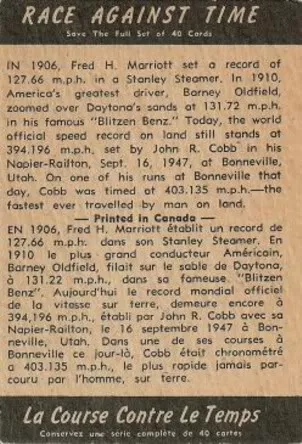 RACE AGAINST TIME
Save The Full Set of 40 Cards
IN 1906, Fred H. Marriott set a record of
127.66 m.p.h. in a Stanley Steamer. In 1910,
America's greatest driver, Barney Oldfield,
zoomed over Daytona's sands at 131.72 m.p.h.
in his famous "Blitzen Benz." Today, the world
official speed record on land still stands at
394.196 m.p.h., set by John R. Cobb in his
Napier-Railton, Sept. 16, 1947, at Bonneville,
Utah. On one of his runs at Bonneville that
day, Cobb was timed at 403.135 m.p.h.—the
fastest ever travelled by man on land.
— Printed in Canada —
EN 1906, Fred H. Marriott établit un record de
127.66 m.p.h. dans son Stanley Steamer. En
1910 le plus grand conducteur Américain,
Barney Oldfield, filait sur le sable de Daytona,
à 131.22 m.p.h., dans sa fameuse "Blitzen
Benz". Aujourd'hui le record mondial officiel
de la vitesse sur terre, demeure encore à
394,196 m.p.h., établi par John R. Cobb avec sa
Napier-Railton, le 16 septembre 1947 à Bon-
neville, Utah. Dans une de ses courses à
Bonneville ce jour-là, Cobb était chronométré
a 403.135 m.p.h., le plus rapide jamais par-
couru par l'homme, sur terre.
La Course Contre Le Temps
Conservez une série complète de 40 cartes